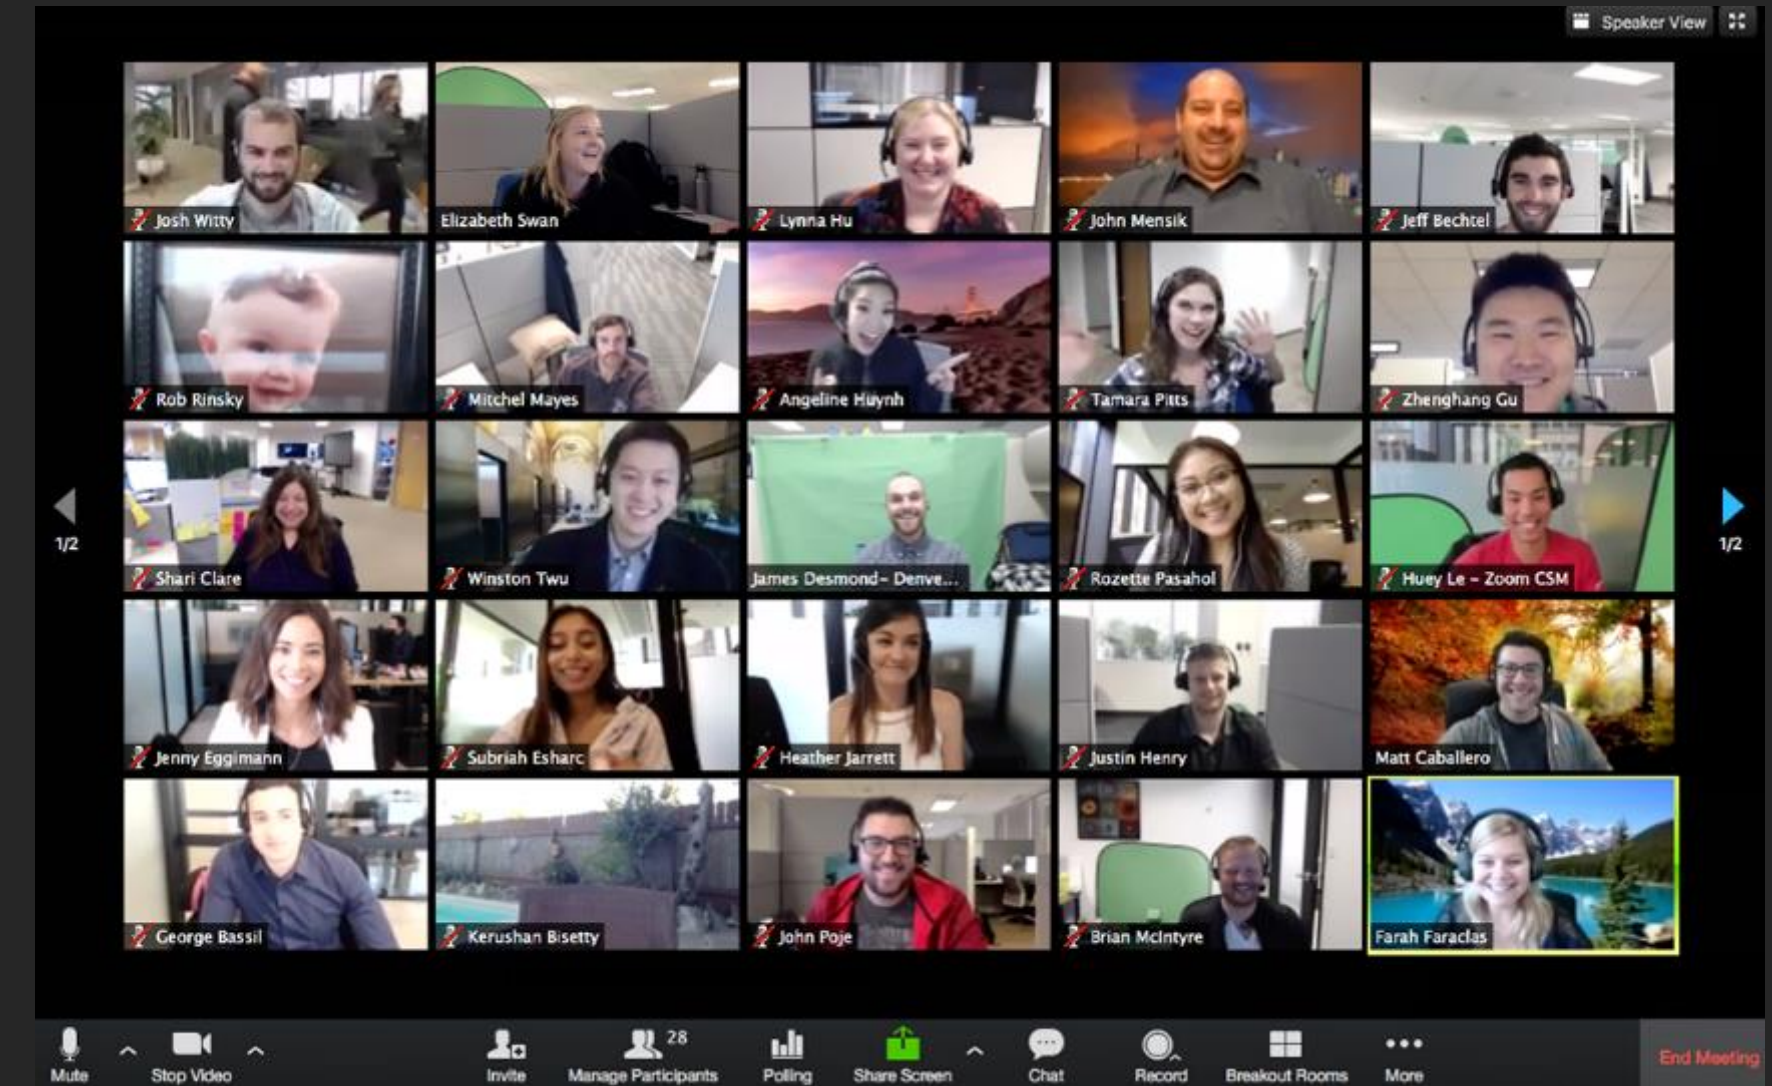 Speaker View
Josh Witty
Elizabeth Swan
Lynna Hu
John Mensik
Jeff Bechtel
Rob Rinsky
Mitchel Mayes
Angeline Huynh
Tamara Pitts
Zhenghang Gu
1/2
Shari Clare
Winston Twu
James Desmond- Denve...
Rozette Pasahol
Huey Le - Zoom CSM
1/2
Jenny Eggimann
Subriah Esharc
Heather Jarrett
Justin Henry
Matt Caballero
George Bassil
Kerushan Bisetty
John Poje
Brian McIntyre
Farah Faraclas
Mute
Stop Video
Invite
28
Manage Participants
Polling
Share Screen
Chat
Record
Breakout Rooms
More
End Meeting